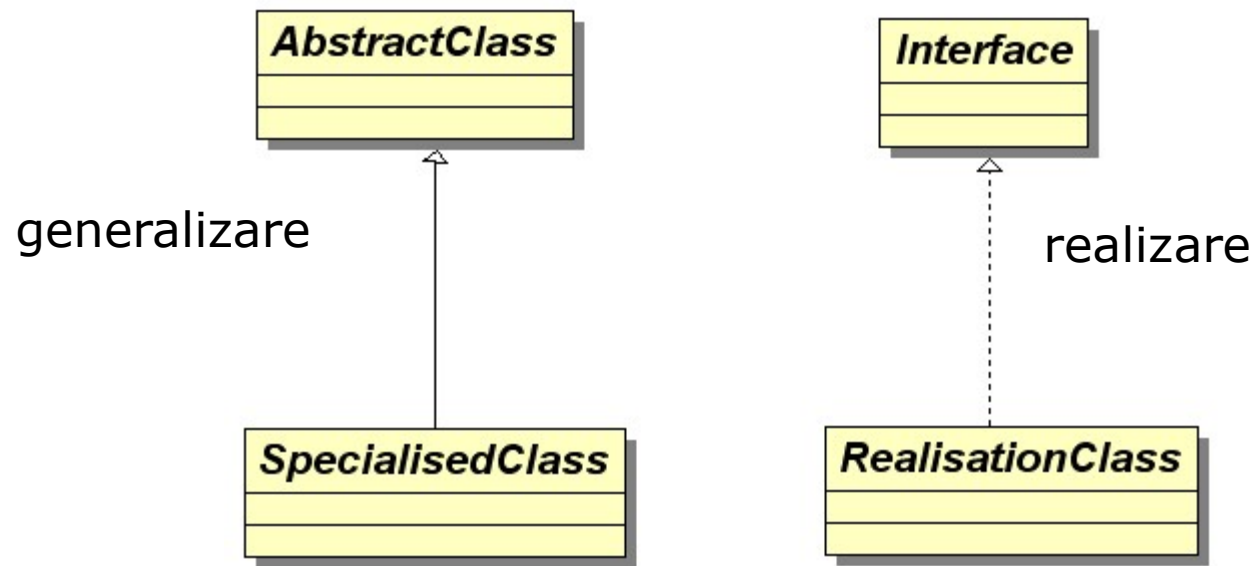 AbstractClass
Interface
generalizare
realizare
SpecialisedClass
RealisationClass